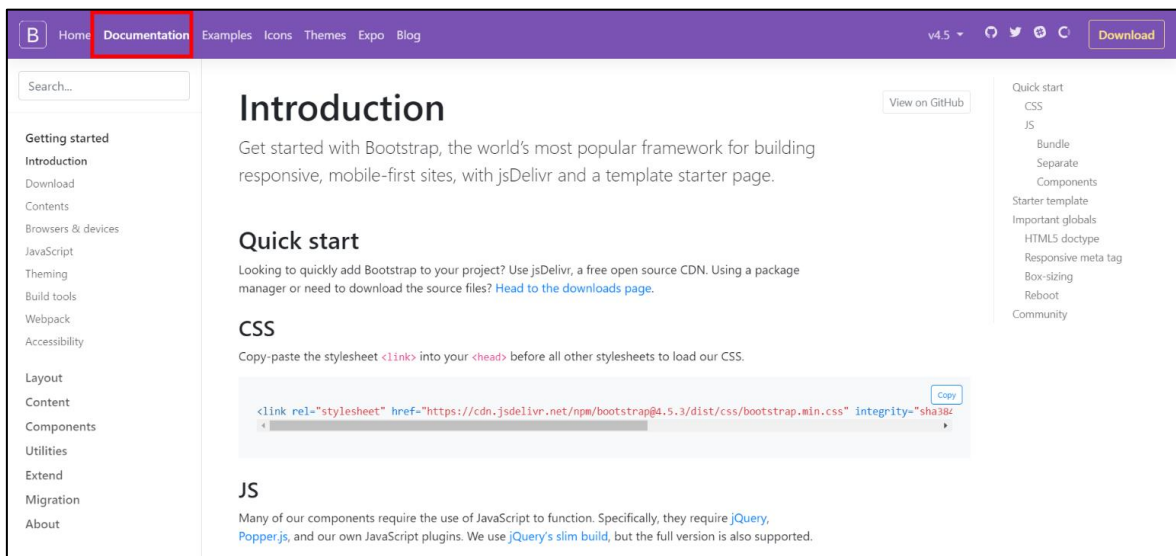 B Home Documentation Examples Icons Themes Expo Blog v4.5 Download
Search...
Getting started
Introduction
Download
Contents
Browsers & devices
JavaScript
Theming
Build tools
Webpack
Accessibility
Layout
Content
Components
Utilities
Extend
Migration
About
Introduction
View on GitHub
Get started with Bootstrap, the world's most popular framework for building
responsive, mobile-first sites, with jsDelivr and a template starter page.
Quick start
Looking to quickly add Bootstrap to your project? Use jsDelivr, a free open source CDN. Using a package
manager or need to download the source files? Head to the downloads page.
CSS
Copy-paste the stylesheet <link> into your <head> before all other stylesheets to load our CSS.
Copy
<link rel="stylesheet" href="https://cdn.jsdelivr.net/npm/bootstrap@4.5.3/dist/css/bootstrap.min.css" integrity="sha384
JS
Many of our components require the use of JavaScript to function. Specifically, they require jQuery,
Popper.js, and our own JavaScript plugins. We use jQuery's slim build, but the full version is also supported.
Quick start
CSS
JS
Bundle
Separate
Components
Starter template
Important globals
HTML5 doctype
Responsive meta tag
Box-sizing
Reboot
Community